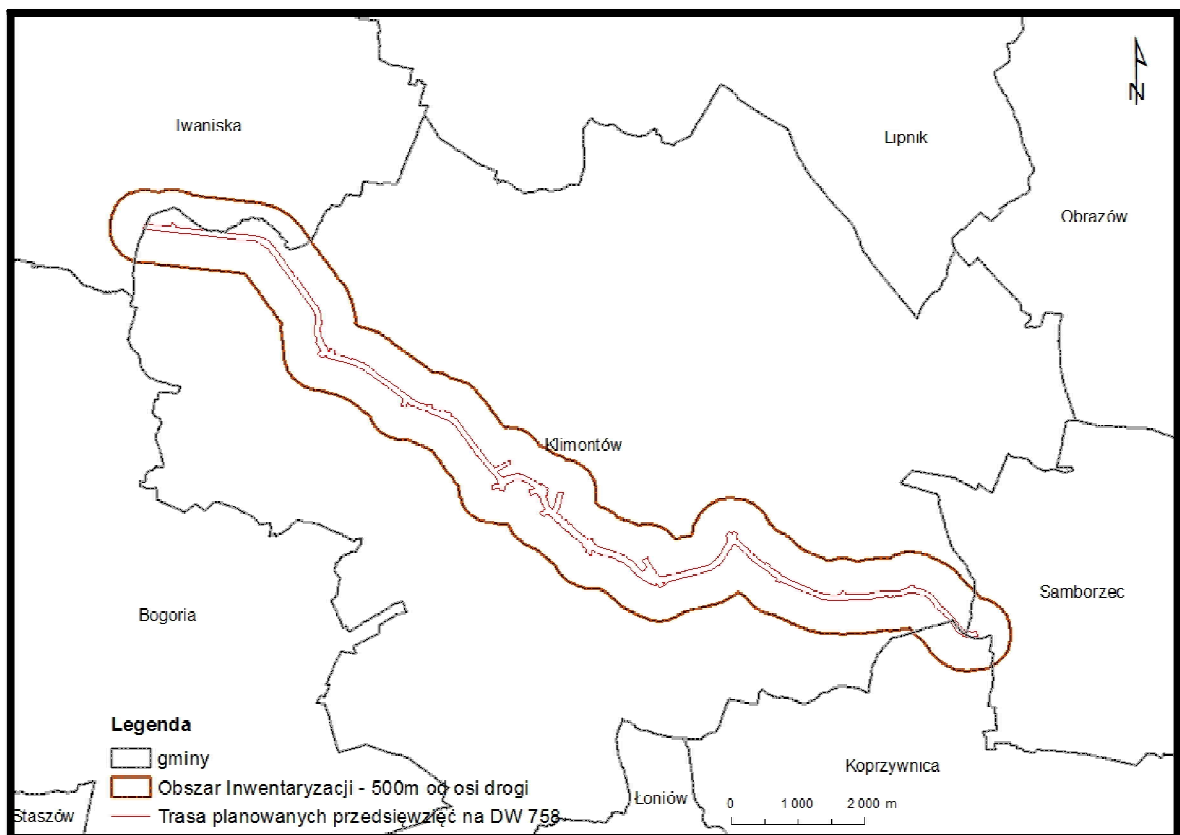 N
Iwaniska
Lipnik
Obrazów
Klimontów
Samborzec
Bogoria
Koprzywnica
Łoniów
Staszów
Legenda
gminy
Obszar Inwentaryzacji - 500m od osi drogi
Trasa planowanych przedsięwzięć na DW 758
0 1 000 2 000 m